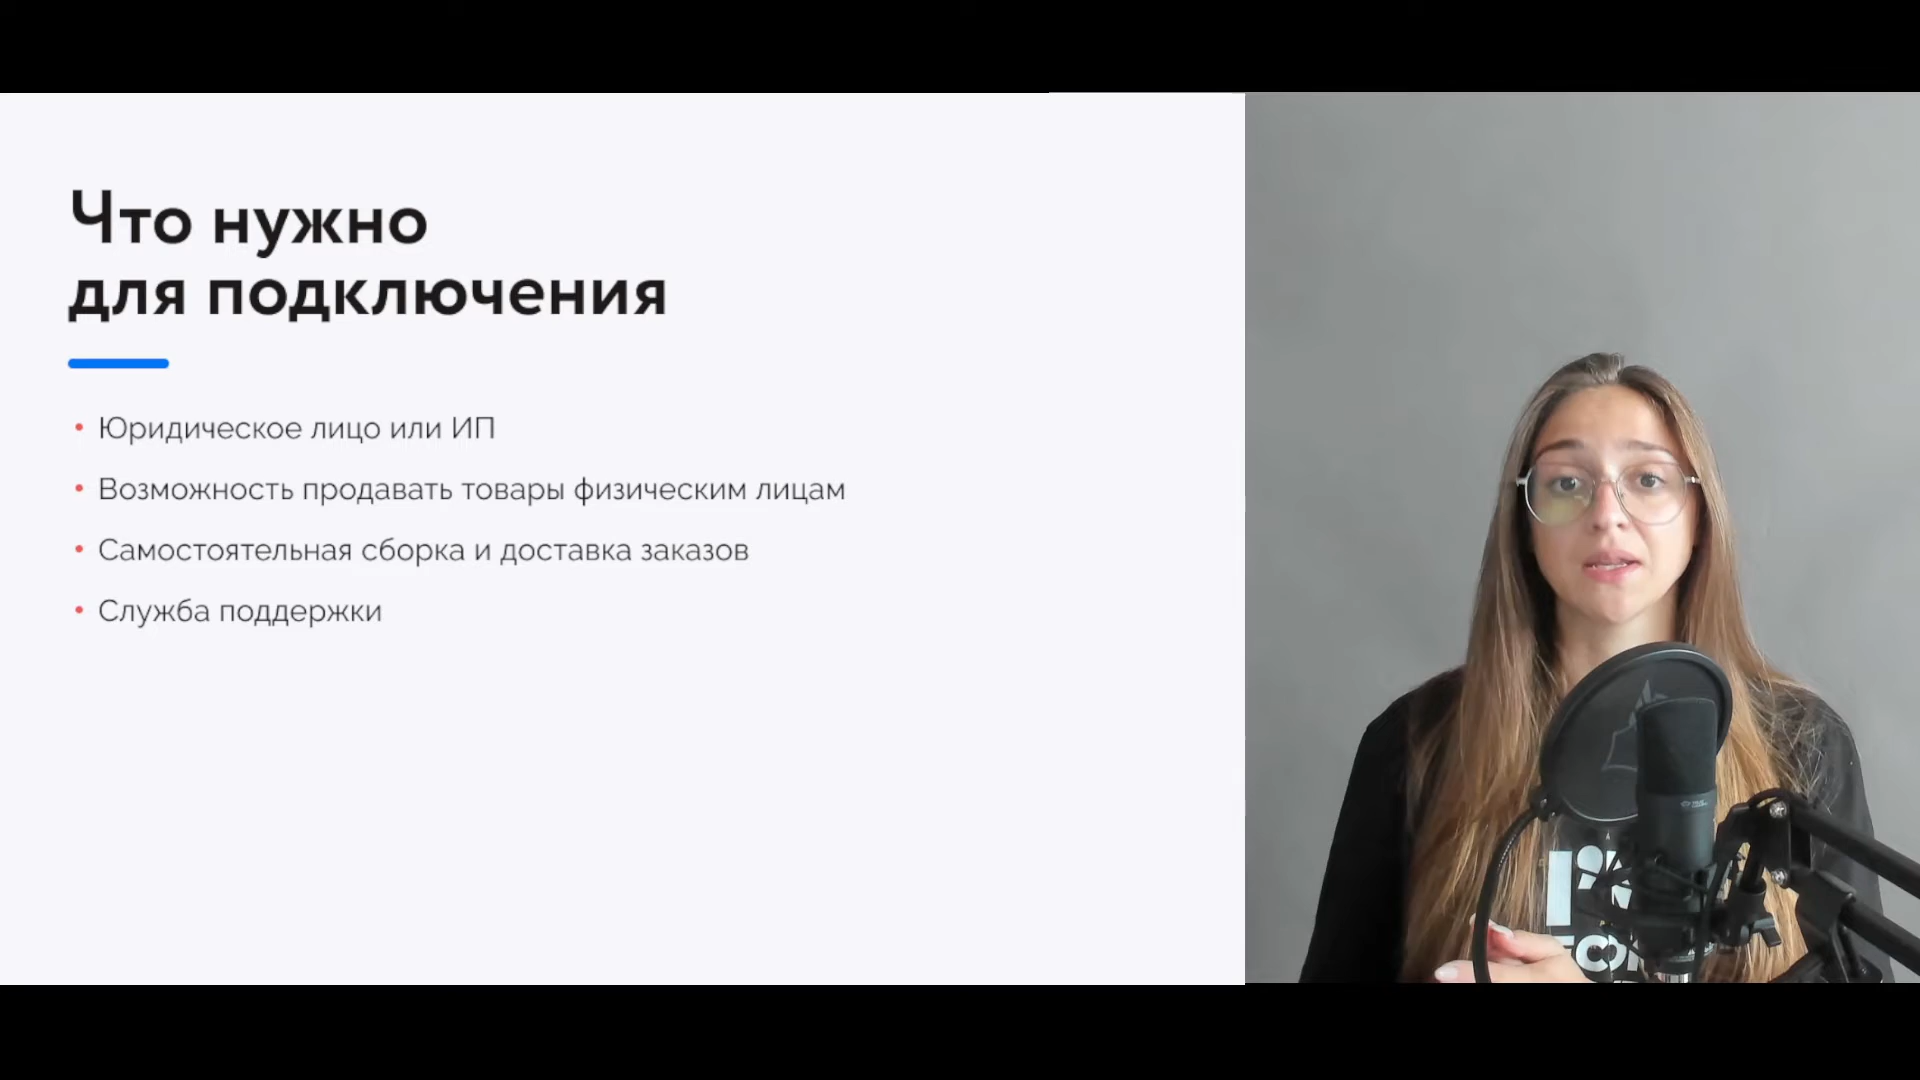 Что нужно
для подключения
• Юридическое лицо или ИП
• Возможность продавать товары физическим лицам
• Самостоятельная сборка и доставка заказов
• Служба поддержки